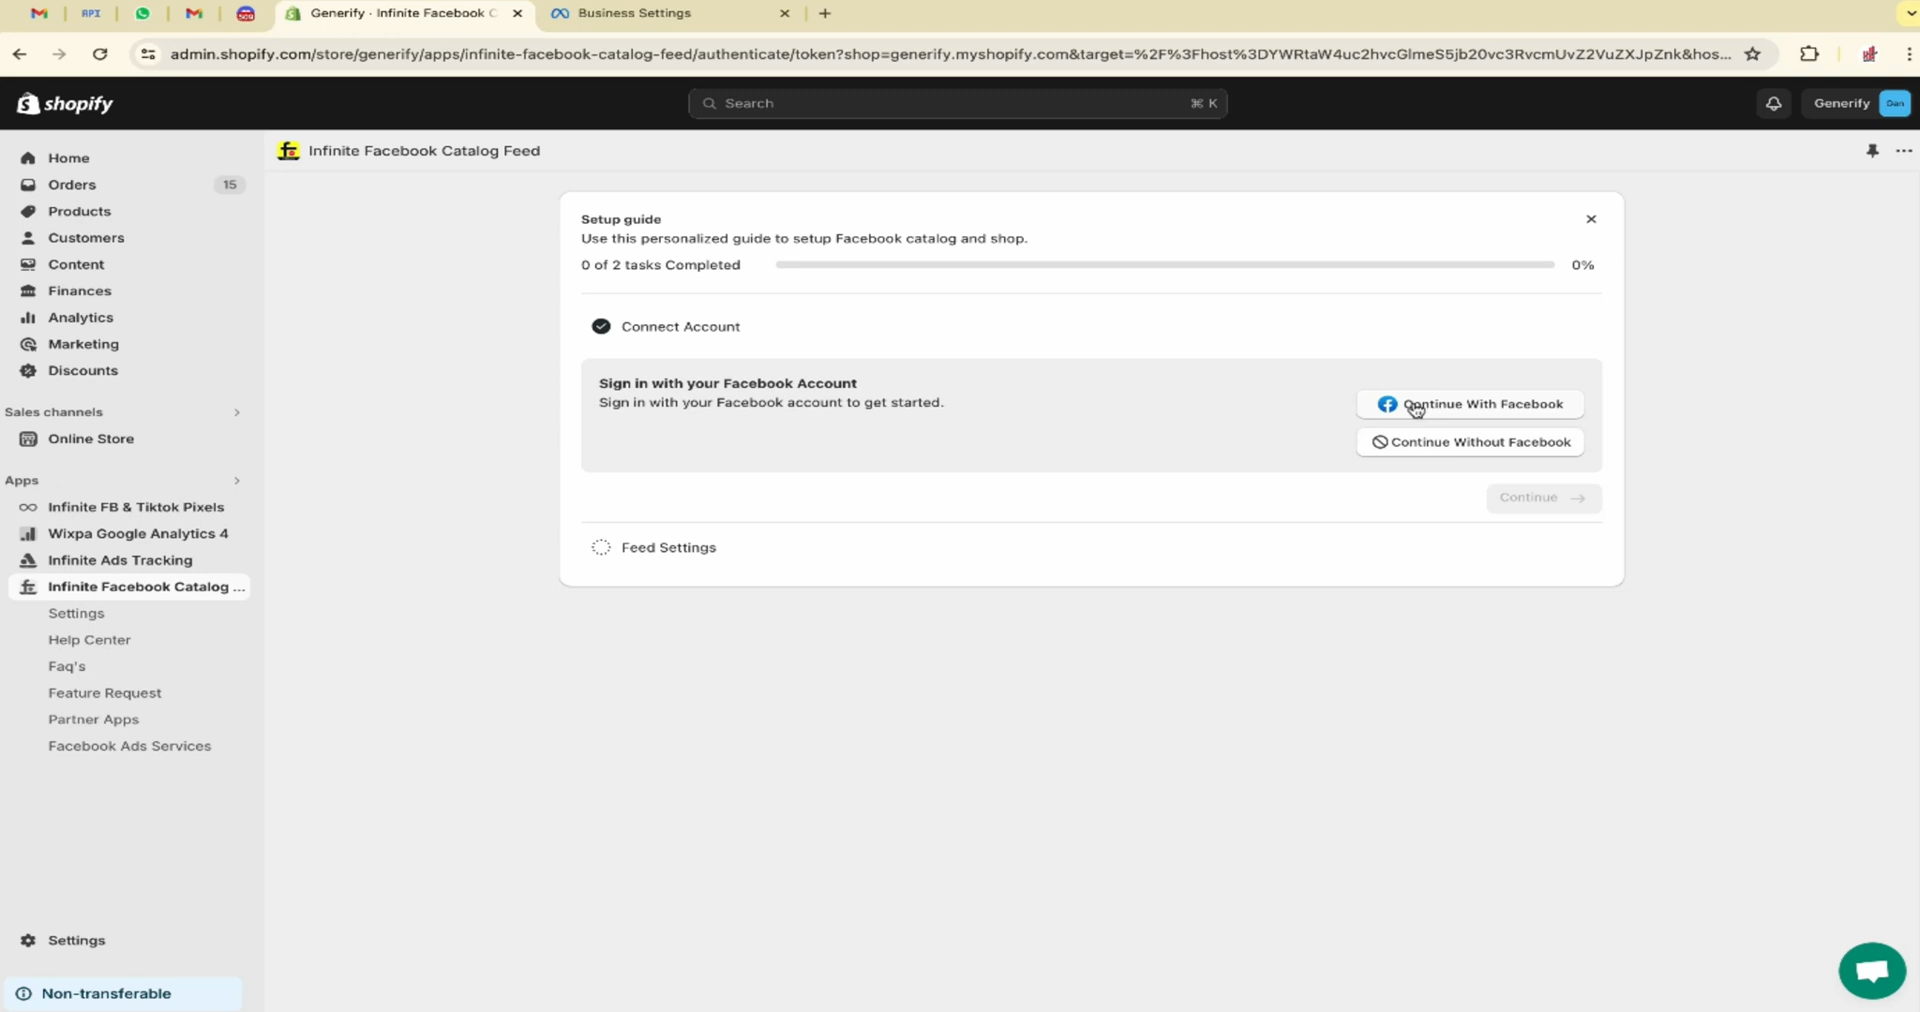 API
Generify · Infinite Facebook C
Business Settings
admin.shopify.com/store/generify/apps/infinite-facebook-catalog-feed/authenticate/token?shop=generify.myshopify.com&target=%2F%3Fhost%3DYWRtaW4uc2hvcGlmeS5jb20vc3RvcmUvZ2VuZXJpZnk&hos...
shopify
Search
⌘ K
Generify
Dan
Infinite Facebook Catalog Feed
Home
Orders
15
Products
Customers
Content
Finances
Analytics
Marketing
Discounts
Sales channels
Online Store
Apps
Infinite FB & Tiktok Pixels
Wixpa Google Analytics 4
Infinite Ads Tracking
Infinite Facebook Catalog ...
Settings
Help Center
Faq's
Feature Request
Partner Apps
Facebook Ads Services
Settings
Non-transferable
Setup guide
Use this personalized guide to setup Facebook catalog and shop.
0 of 2 tasks Completed
0%
Connect Account
Sign in with your Facebook Account
Sign in with your Facebook account to get started.
Continue With Facebook
Continue Without Facebook
Continue
Feed Settings